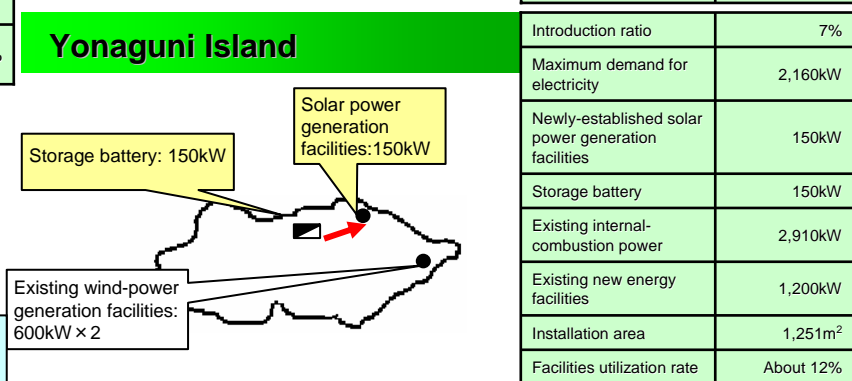 Yonaguni Island
Solar power
generation
facilities:150kW
Storage battery: 150kW
Existing wind-power
generation facilities:
600kW×2
Introduction ratio 7%
Maximum demand for
electricity 2,160kW
Newly-established solar
power generation
facilities 150kW
Storage battery 150kW
Existing internal-
combustion power 2,910kW
Existing new energy
facilities 1,200kW
Installation area 1,251m²
Facilities utilization rate About 12%